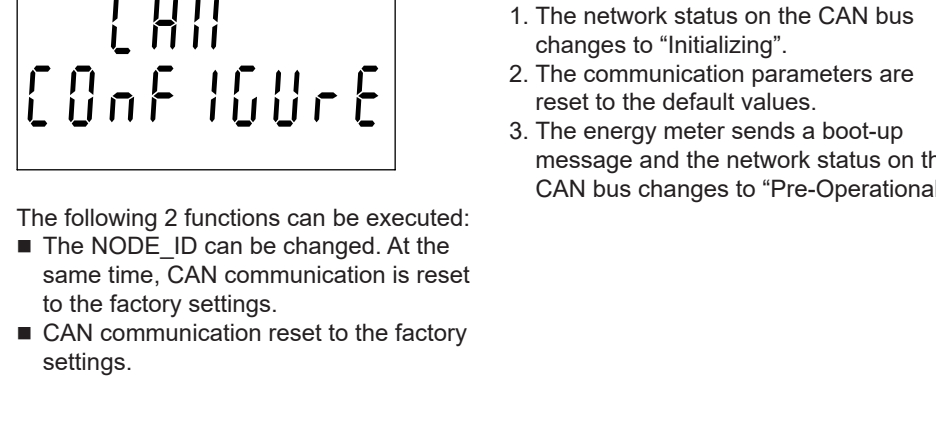 CAN
COnFIGUrE
The following 2 functions can be executed:
■ The NODE_ID can be changed. At the
same time, CAN communication is reset
to the factory settings.
■ CAN communication reset to the factory
settings.
1. The network status on the CAN bus
changes to “Initializing”.
2. The communication parameters are
reset to the default values.
3. The energy meter sends a boot-up
message and the network status on
CAN bus changes to “Pre-Operational